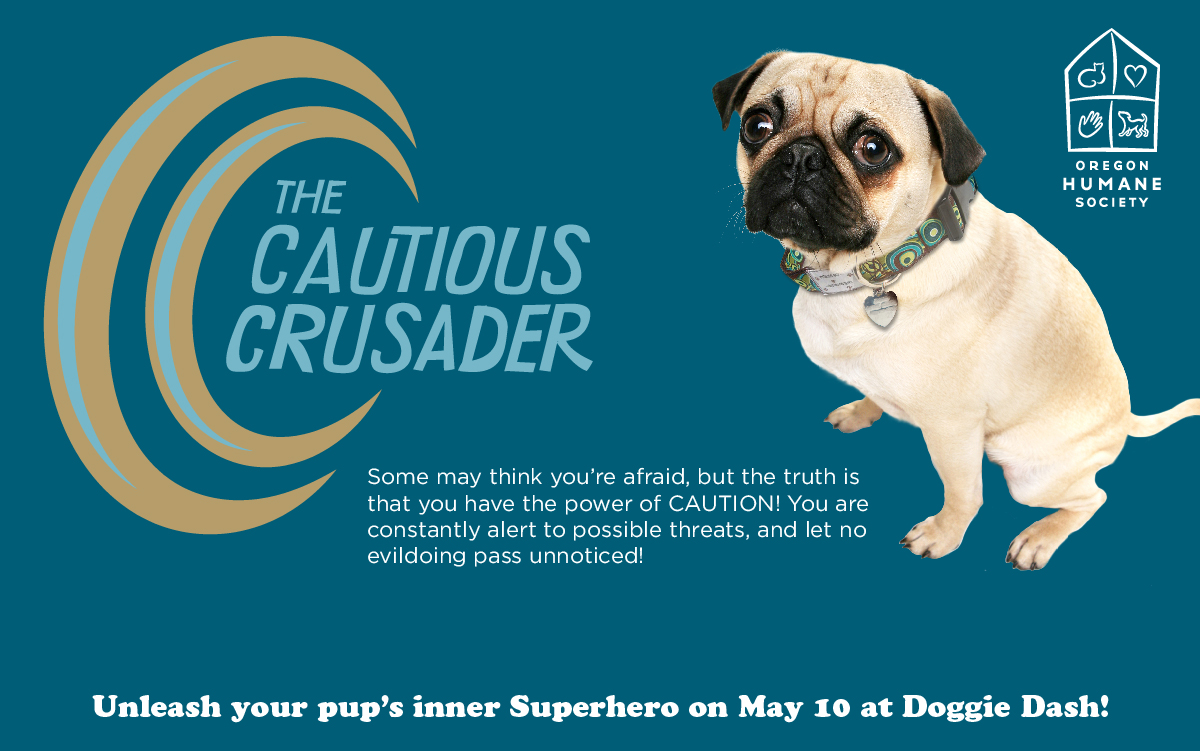 THE
CAUTIOUS
CRUSADER
OREGON
HUMANE
SOCIETY
Some may think you’re afraid, but the truth is
that you have the power of CAUTION! You are
constantly alert to possible threats, and let no
evildoing pass unnoticed!
Unleash your pup’s inner Superhero on May 10 at Doggie Dash!